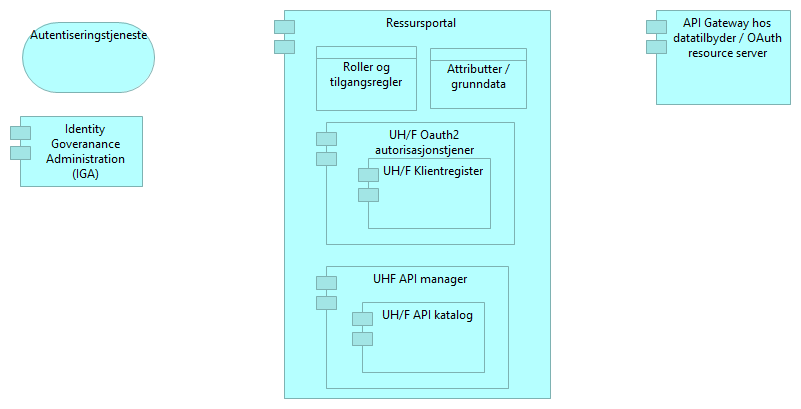 Autentiseringstjeneste
Identity
Goveranance
Administration
(IGA)
Ressursportal
Roller og
tilgangsregler
Attributter /
grunndata
UH/F Oauth2
autorisasjonstjener
UH/F Klientregister
UHF API manager
UH/F API katalog
API Gateway hos
datatilbyder / OAuth
resource server